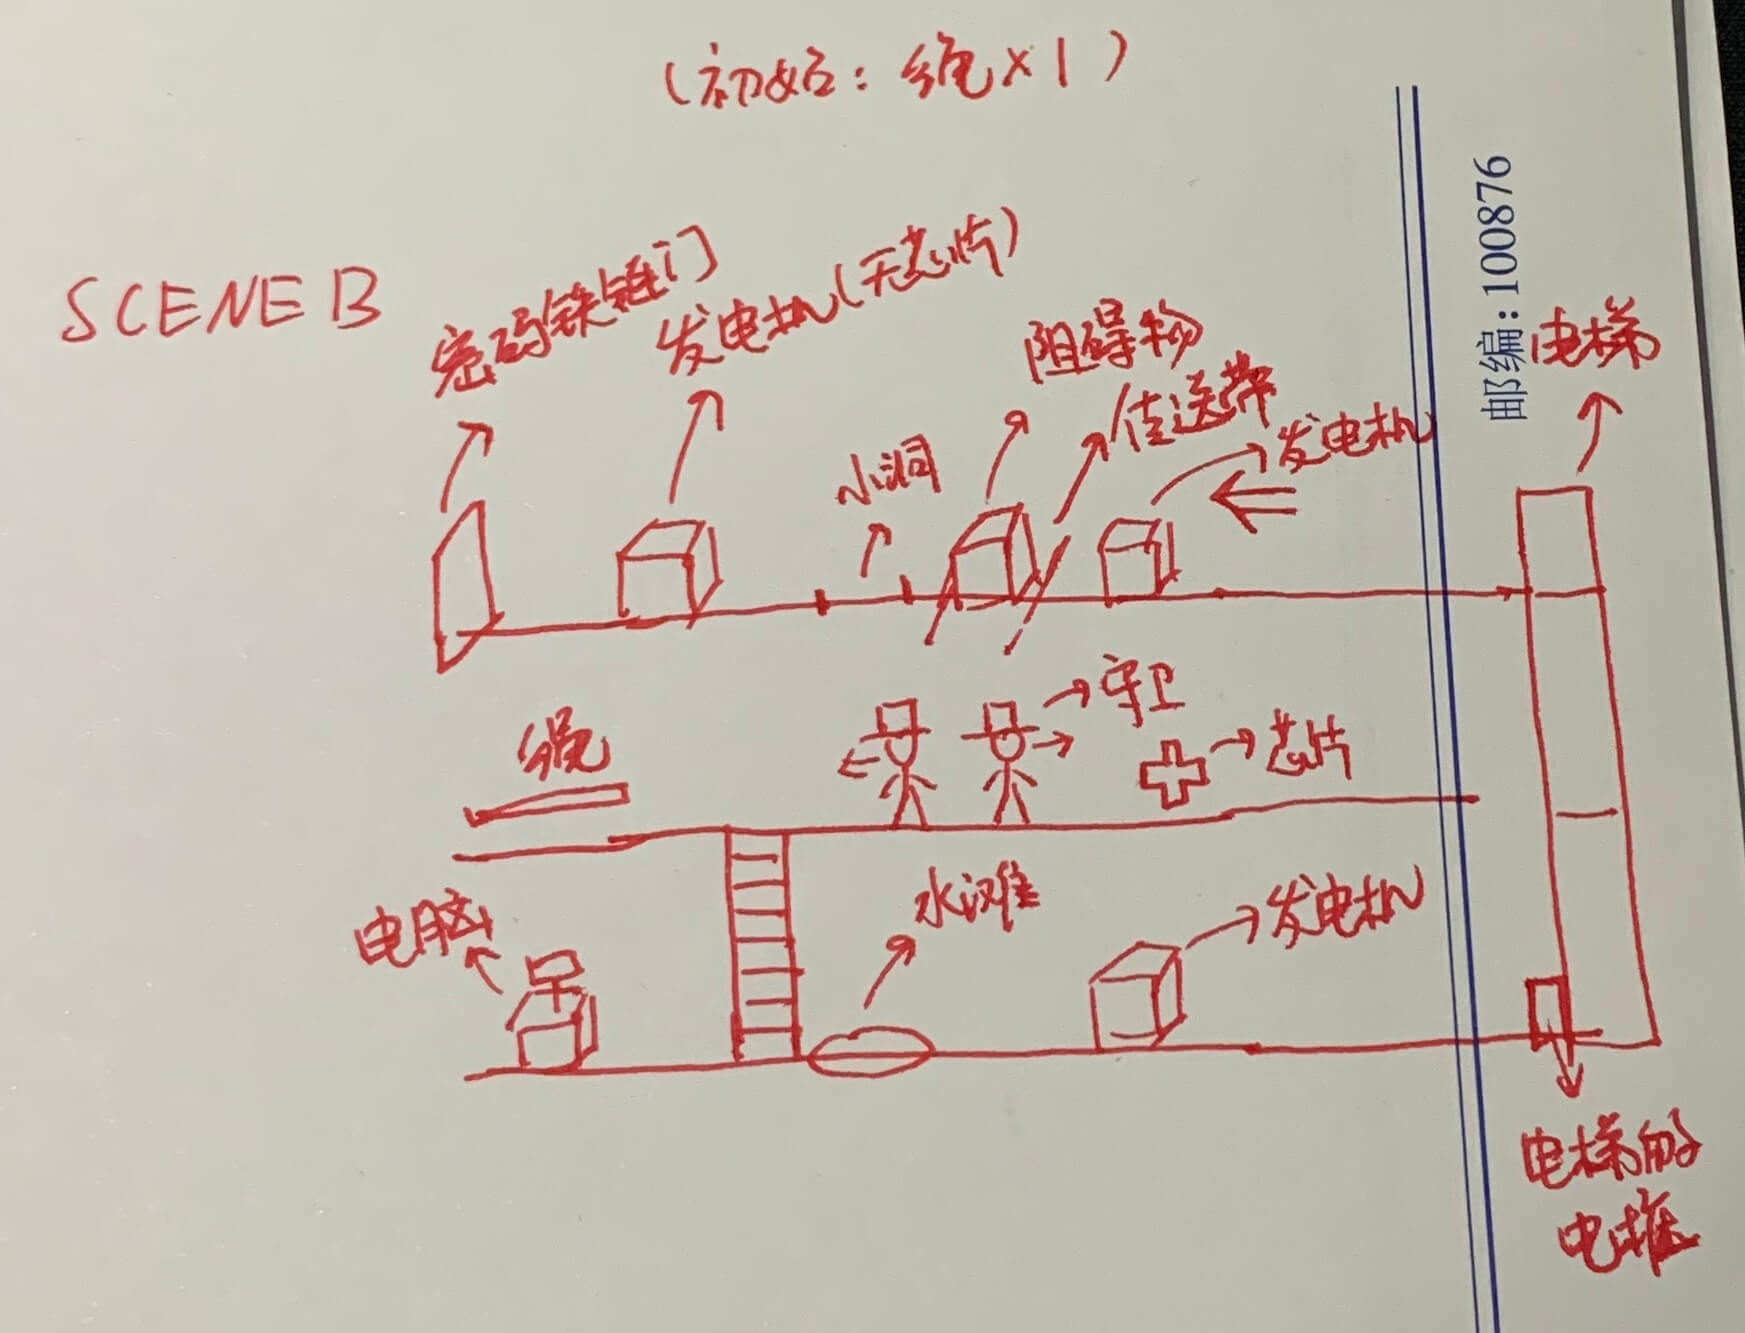 (初始：绳×1)
SCENE B
密码铁链门
发电机(无芯片)
小洞
阻碍物
传送带
发电机
邮编：100876
电梯
绳
守卫
芯片
电脑
水滩
发电机
电梯的
电摧